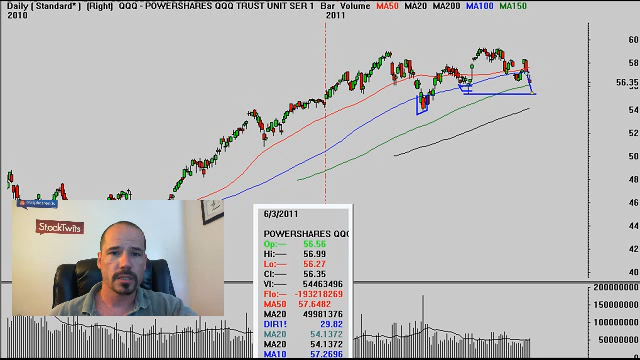 Daily ( Standard* ) (Right) QQQ - POWERSHARES QQQ TRUST UNIT SER 1 Bar Volume MA50 MA20 MA200 MA100 MA150
2010 2011
60
58
56.35
54
52
50
48
46
44
42
40
StockTwits
6/3/2011
POWERSHARES QQQ
Op:— 56.56
Hi:— 56.99
Lo:— 56.27
Cl:— 56.35
Vl:— 54463496
Flo:— -193218269
MA50 57.6482
MA20 49981376
DIR1: 29.82
MA20 54.1372
MA20 54.1372
MA10 57.2696
200000000
150000000
100000000
50000000
0